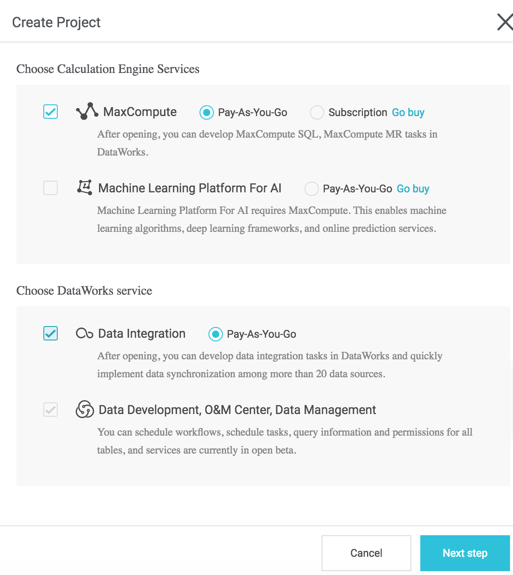 Create Project
Choose Calculation Engine Services
MaxCompute Pay-As-You-Go Subscription Go buy
After opening, you can develop MaxCompute SQL, MaxCompute MR tasks in
DataWorks.
Machine Learning Platform For AI Pay-As-You-Go Go buy
Machine Learning Platform For AI requires MaxCompute. This enables machine
learning algorithms, deep learning frameworks, and online prediction services.
Choose DataWorks service
Data Integration Pay-As-You-Go
After opening, you can develop data integration tasks in DataWorks and quickly
implement data synchronization among more than 20 data sources.
Data Development, O&M Center, Data Management
You can schedule workflows, schedule tasks, query information and permissions for all
tables, and services are currently in open beta.
Cancel Next step